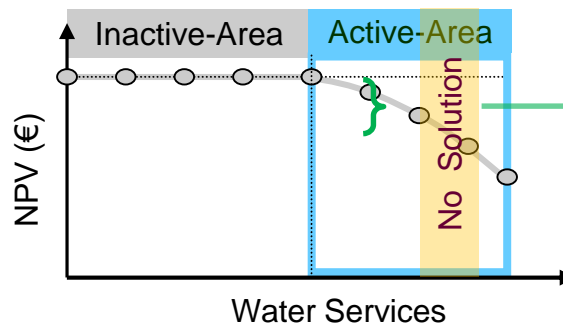 Inactive-Area
Active-Area
NPV (€)
No Solution
Water Services